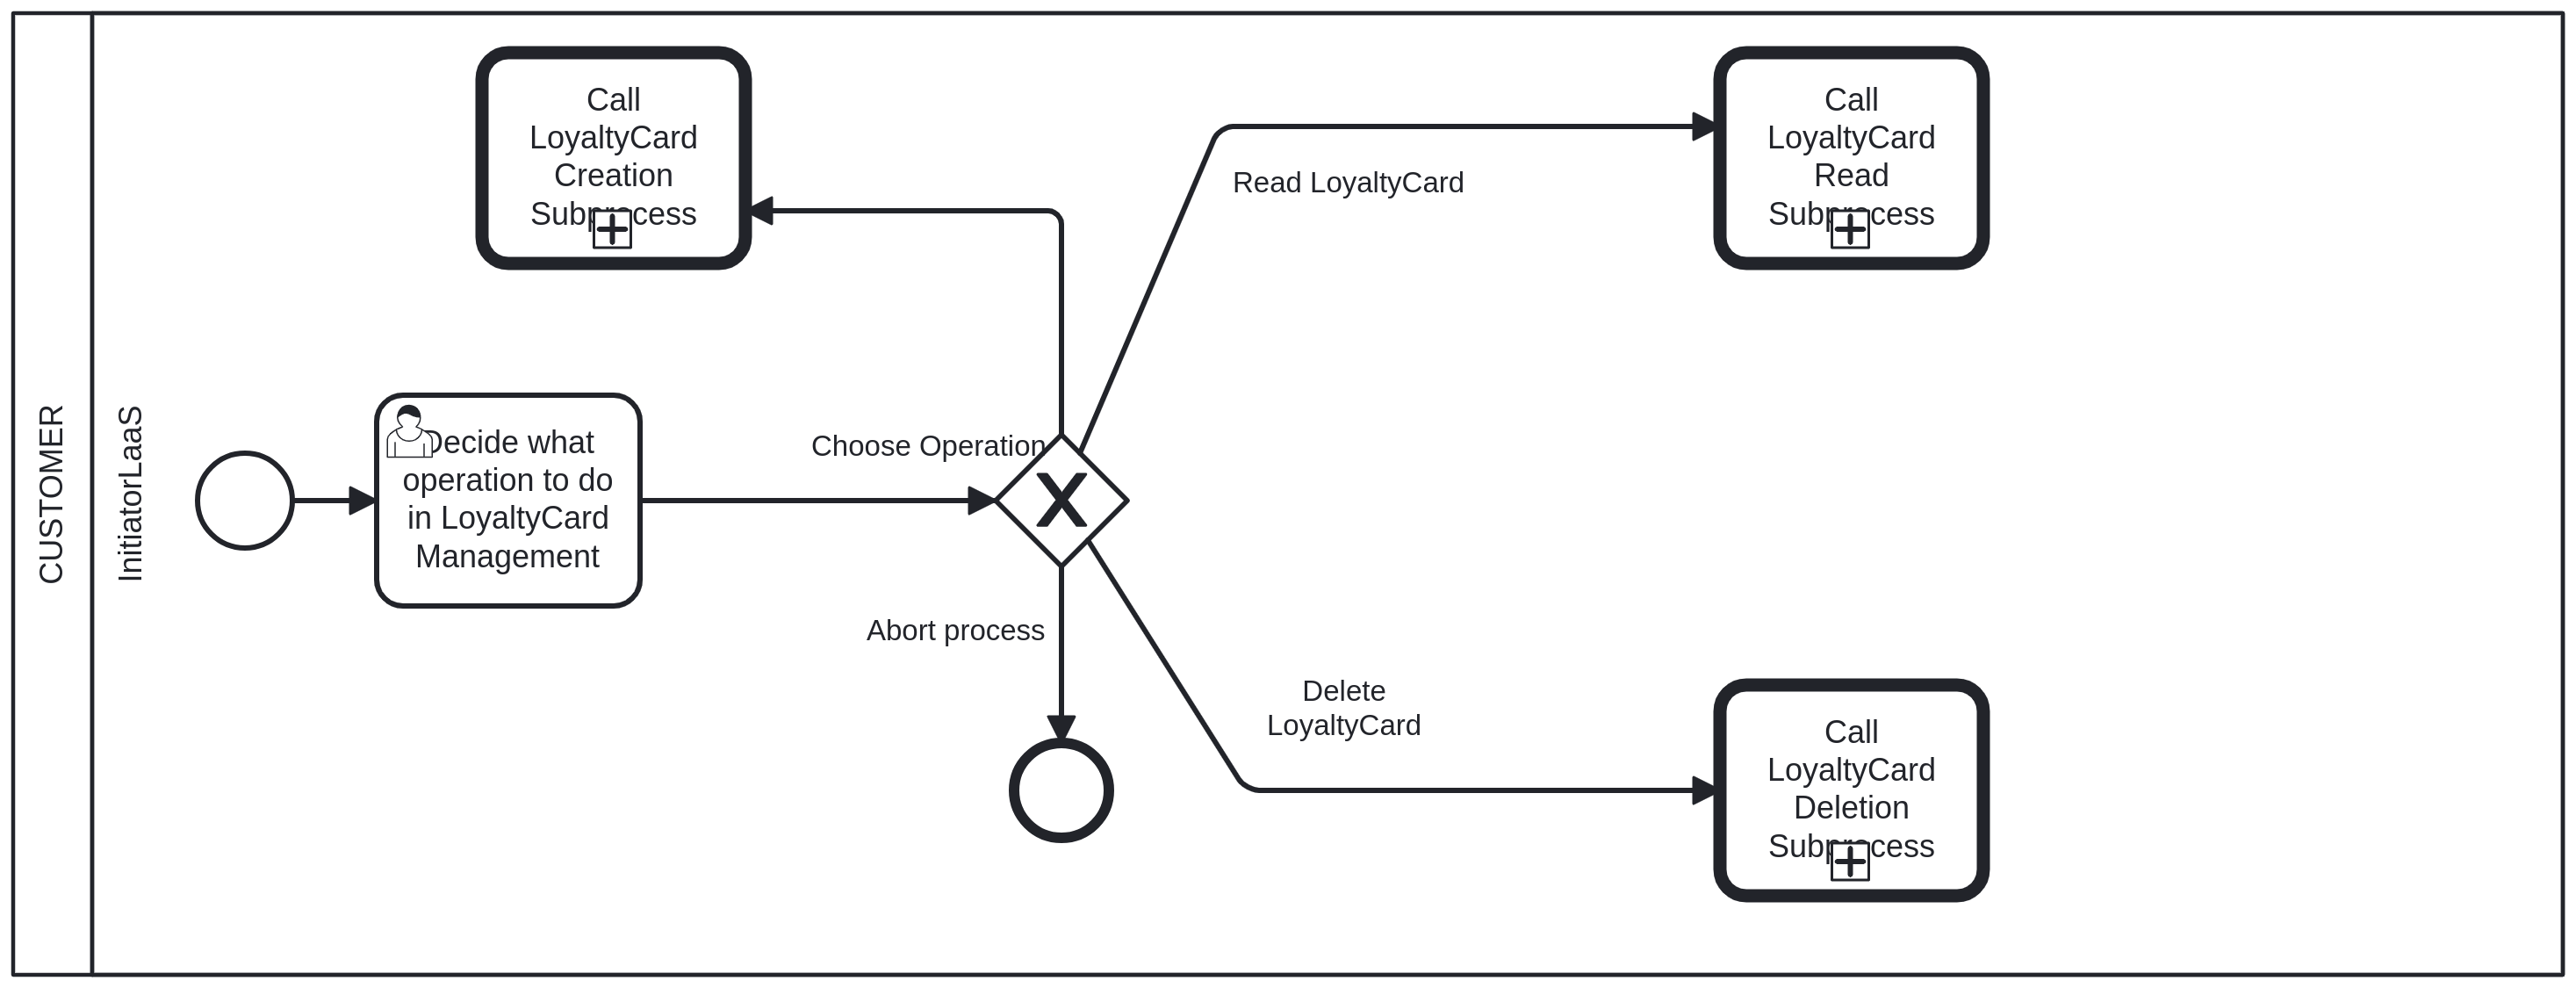 CUSTOMER
InitiatorLaaS
Call
LoyaltyCard
Creation
Subprocess
Call
LoyaltyCard
Read
Subprocess
Read LoyaltyCard
Decide what
operation to do
in LoyaltyCard
Management
Choose Operation
X
Abort process
Delete
LoyaltyCard
Call
LoyaltyCard
Deletion
Subprocess